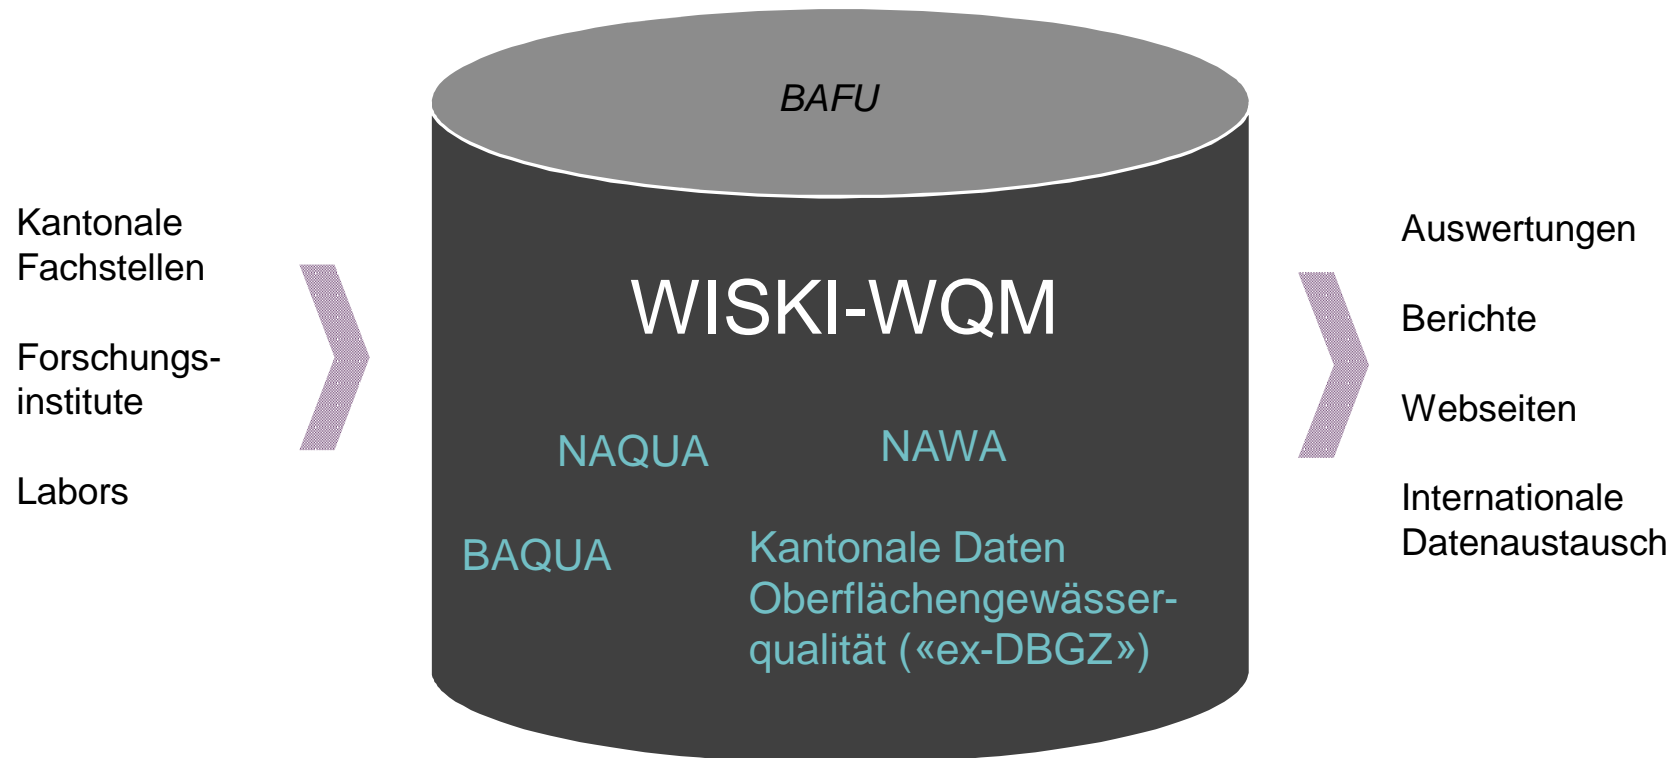 BAFU
Kantonale
Fachstellen
Forschungs-
institute
Labors
WISKI-WQM
NAQUA
NAWA
BAQUA
Kantonale Daten
Oberflächengewässer-
qualität («ex-DBGZ»)
Auswertungen
Berichte
Webseiten
Internationale
Datenaustausch